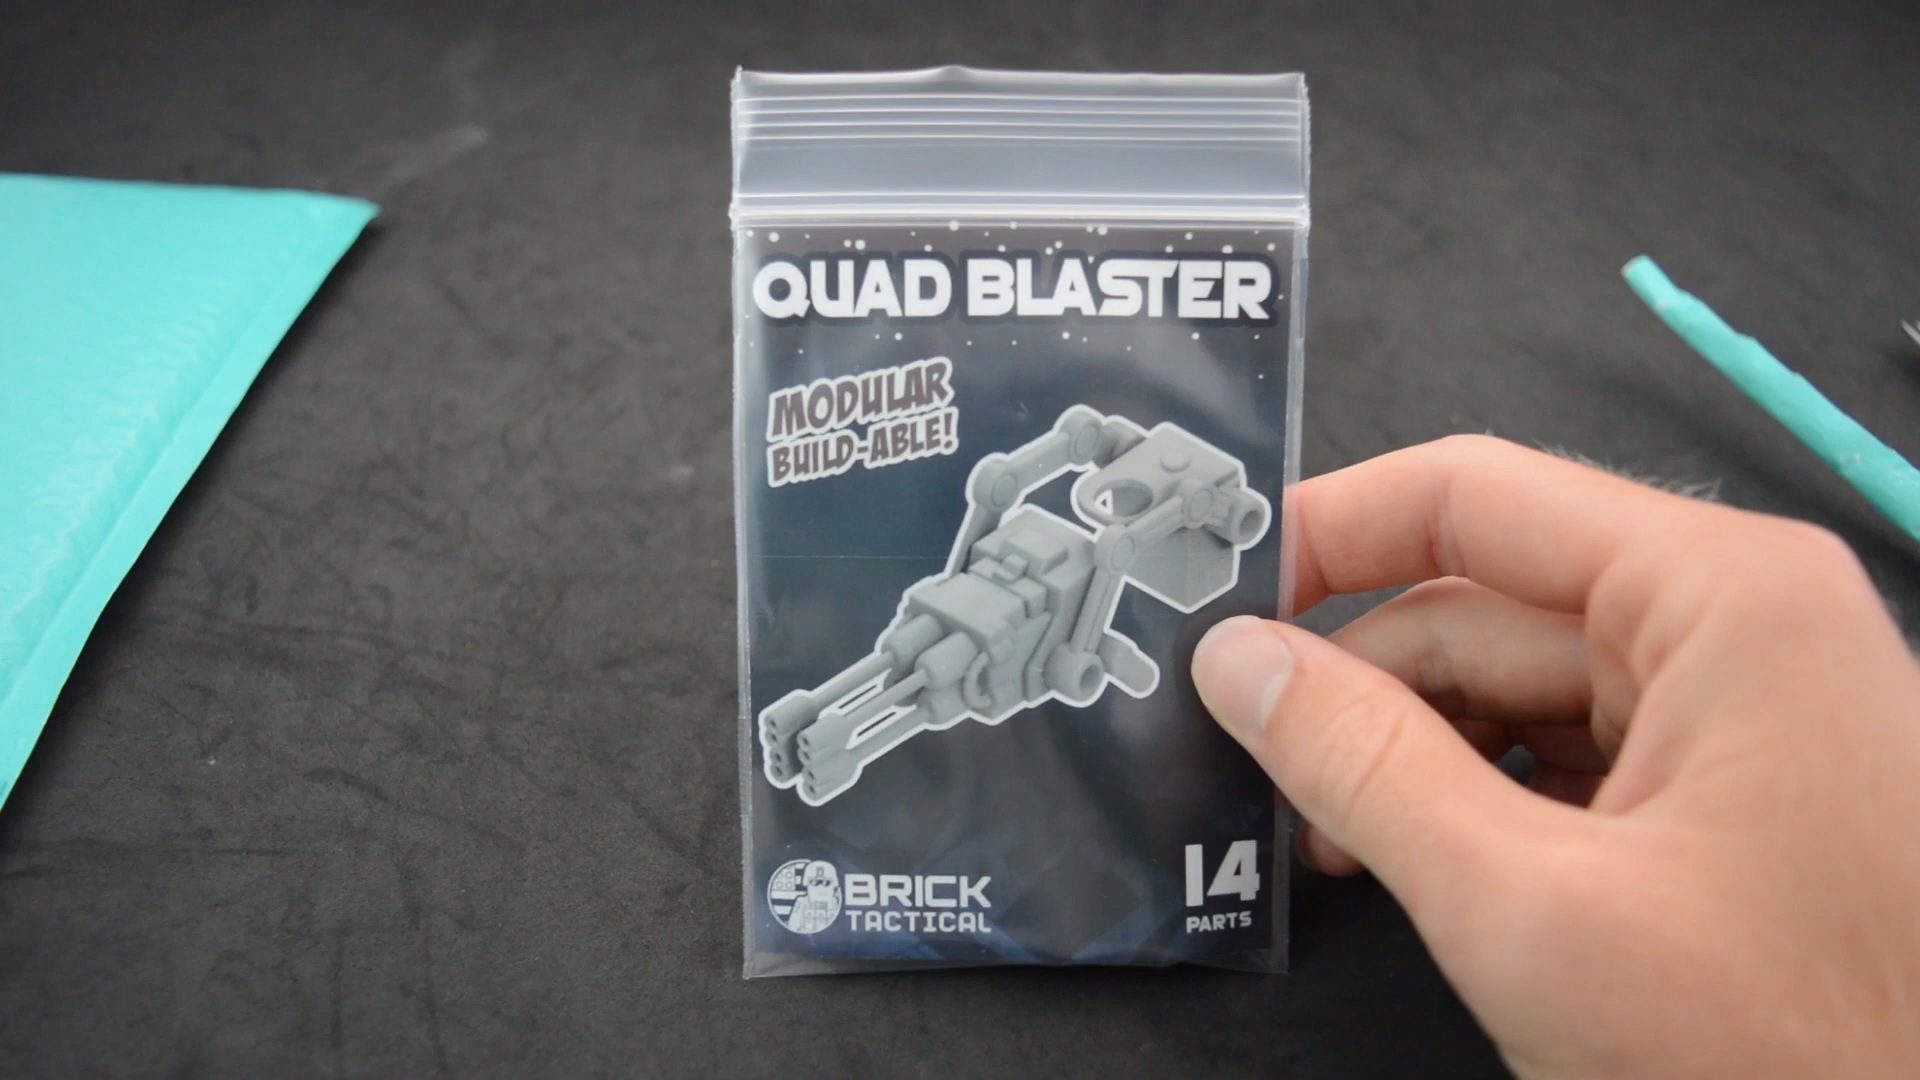 QUAD BLASTER
MODULAR
BUILD-ABLE!
BRICK
TACTICAL
14
PARTS